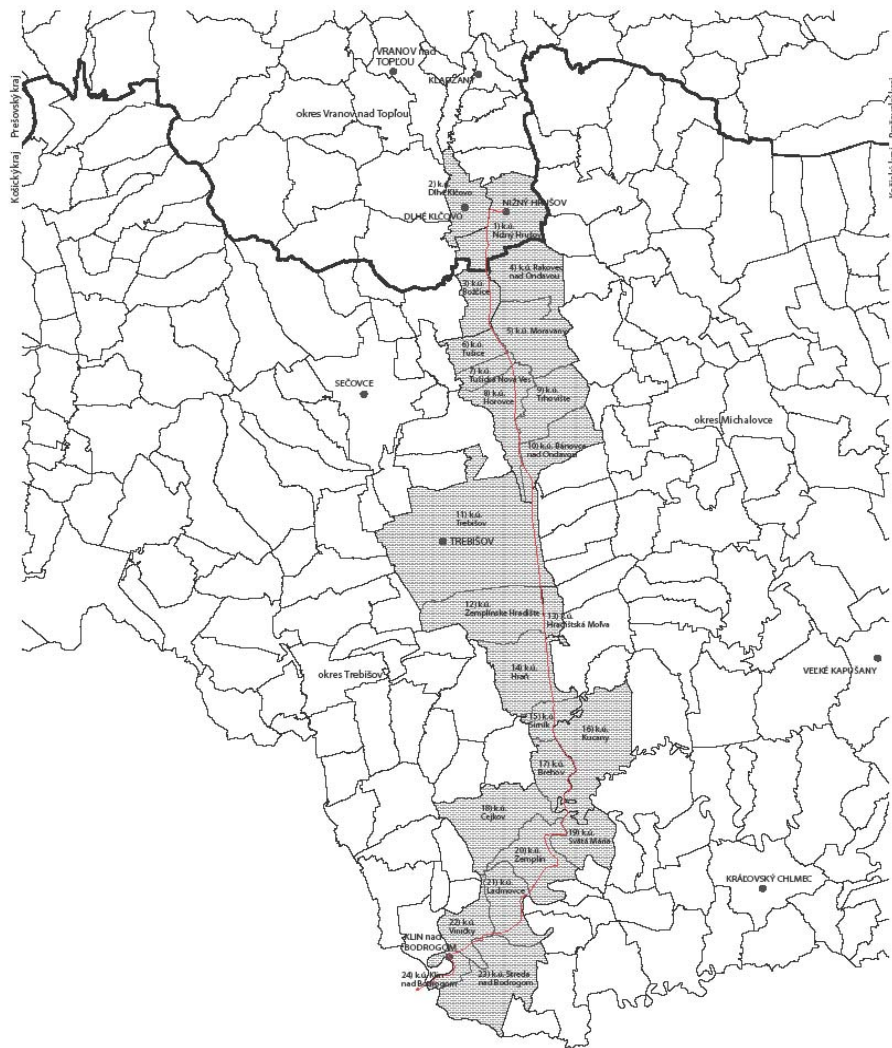 VRANOV nad
TOPĽOU
KLADZANY
Prešovský kraj
Košický kraj
okres Vranov nad Topľou
2) k.ú.
Dlhé Klčovo
DLHÉ KLČOVO
NIŽNÝ HRUŠOV
1) k.ú.
Nižný Hrušov
4) k.ú. Rakovec
nad Ondavou
3) k.ú.
Božčice
5) k.ú. Moravany
6) k.ú.
Tušice
7) k.ú.
Tušická Nová Ves
8) k.ú.
Horovce
9) k.ú.
Trhovište
SEČOVCE
okres Michalovce
10) k.ú. Bánovce
nad Ondavou
11) k.ú.
Trebišov
TREBIŠOV
12) k.ú.
Zemplínske Hradište
13) k.ú.
Hradištská Moľva
okres Trebišov
14) k.ú.
Hraň
VEĽKÉ KAPUŠANY
15) k.ú.
Sirník
16) k.ú.
Kucany
17) k.ú.
Brehov
18) k.ú.
Cejkov
19) k.ú.
Svätá Mária
20) k.ú.
Zemplín
21) k.ú.
Ladmovce
KRÁĽOVSKÝ CHLMEC
22) k.ú.
Viničky
KLIN nad
BODROGOM
24) k.ú. Klin
nad Bodrogom
23) k.ú. Streda
nad Bodrogom